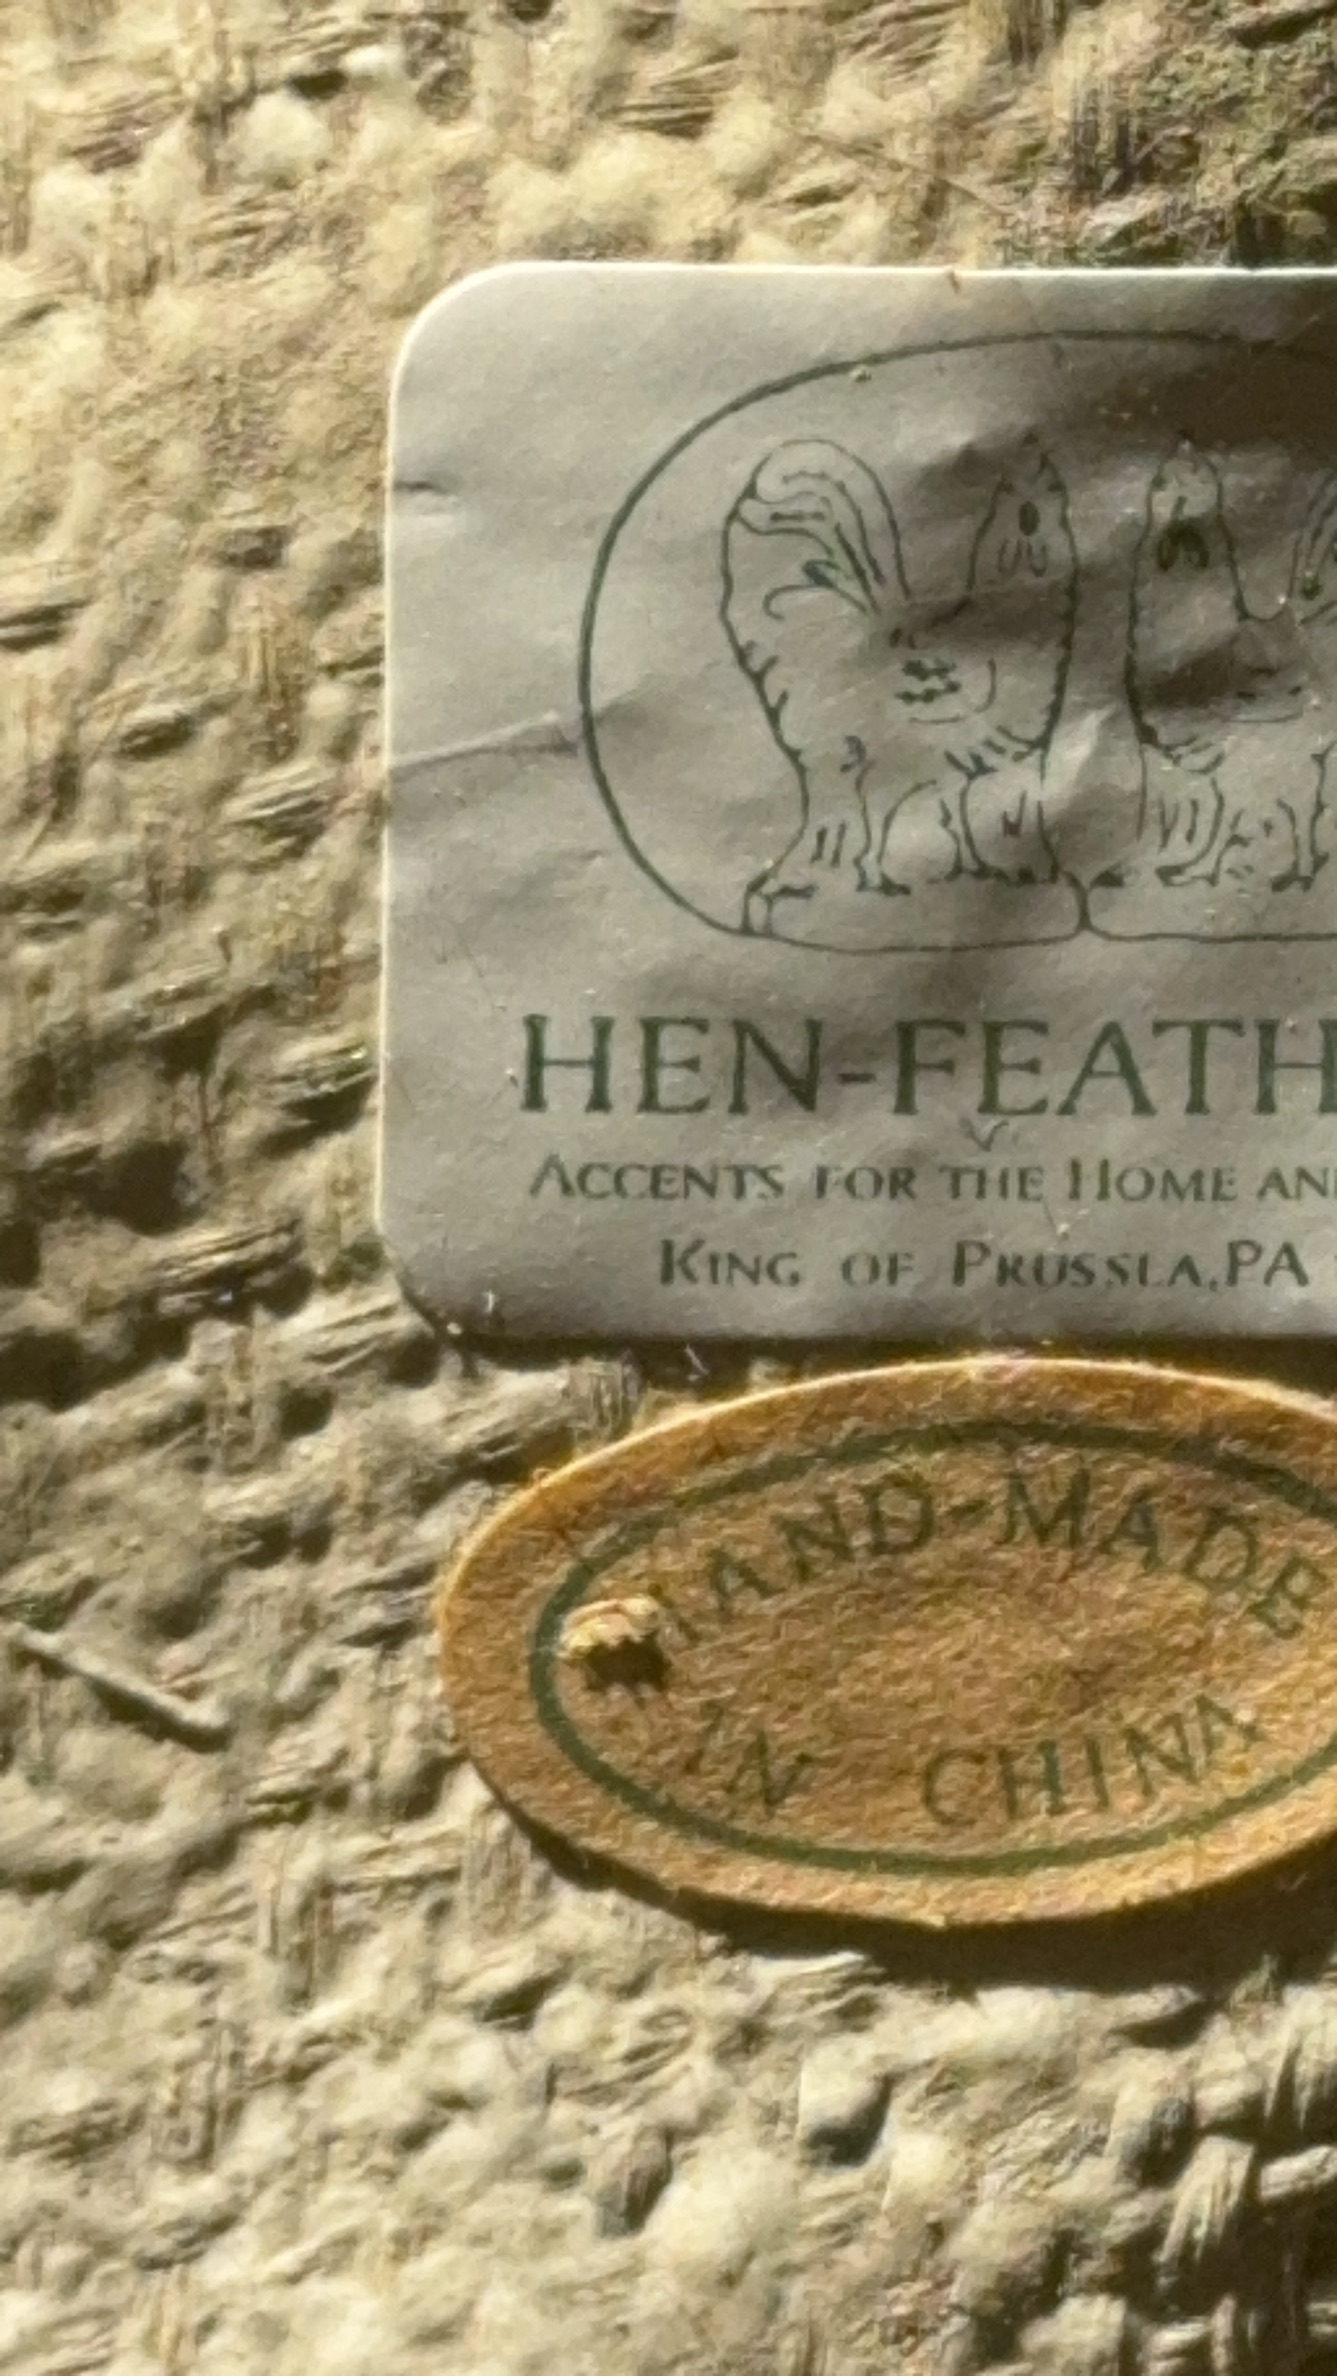 HEN-FEATH
ACCENTS FOR THE HOME AN
KING OF PRUSSIA, PA
HAND-MADE
IN CHINA